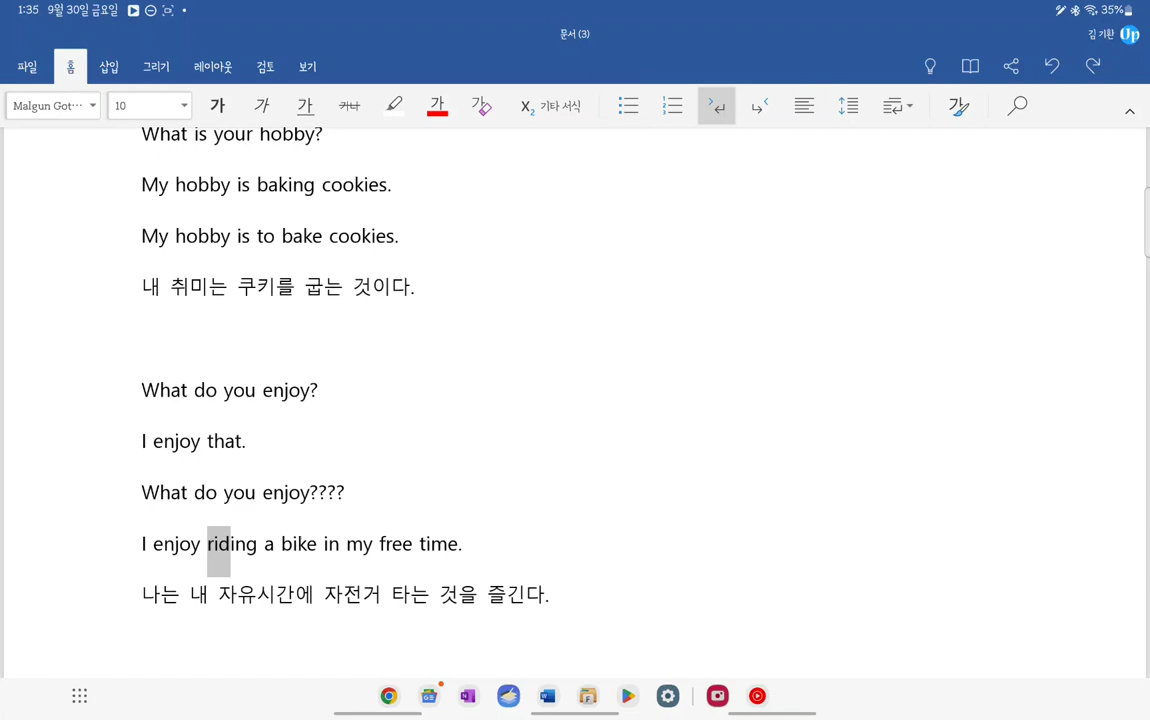 1:35 9월 30일 금요일 35%
문서 (3)
김 기환 Up
파일 홈 삽입 그리기 레이아웃 검토 보기
Malgun Got··· 10 가 가 가 가나 가 가 X₂ 기타 서식 가
What is your hobby?
My hobby is baking cookies.
My hobby is to bake cookies.
내 취미는 쿠키를 굽는 것이다.
What do you enjoy?
I enjoy that.
What do you enjoy????
I enjoy riding a bike in my free time.
나는 내 자유시간에 자전거 타는 것을 즐긴다.